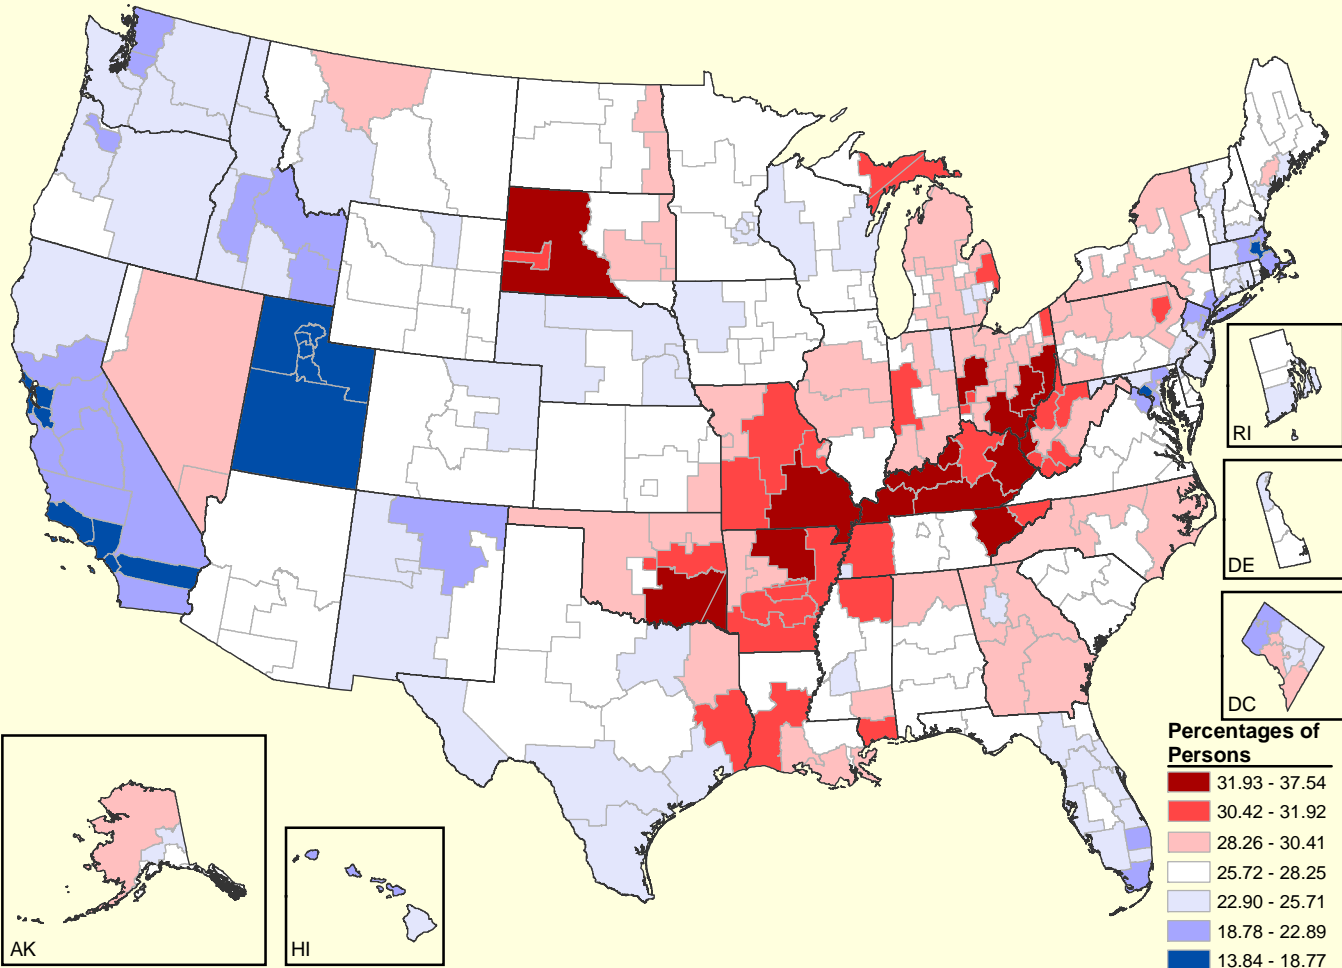 RI
DE
DC
AK
HI
Percentages of
Persons
31.93 - 37.54
30.42 - 31.92
28.26 - 30.41
25.72 - 28.25
22.90 - 25.71
18.78 - 22.89
13.84 - 18.77